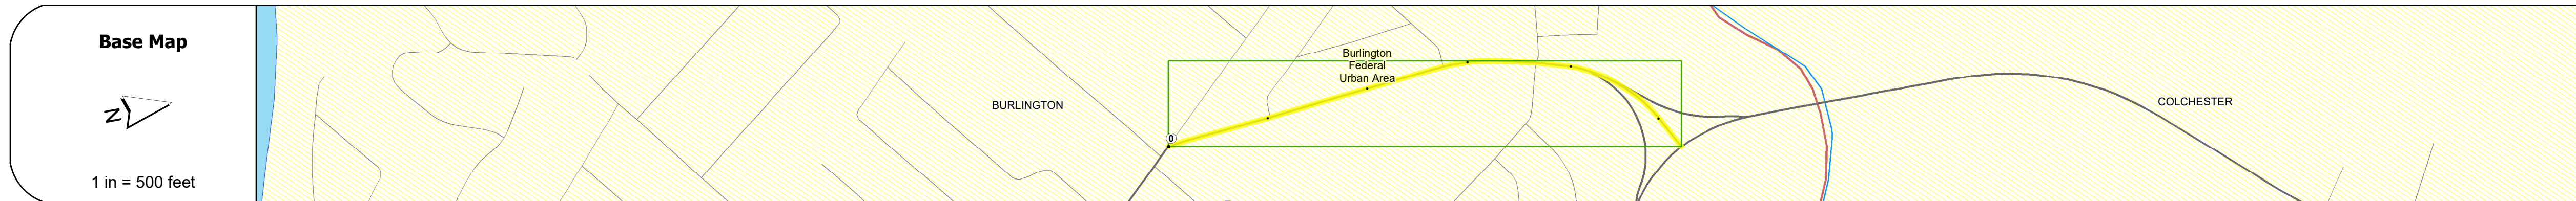 Base Map
N
1 in = 500 feet
BURLINGTON
Burlington
Federal
Urban Area
0
COLCHESTER